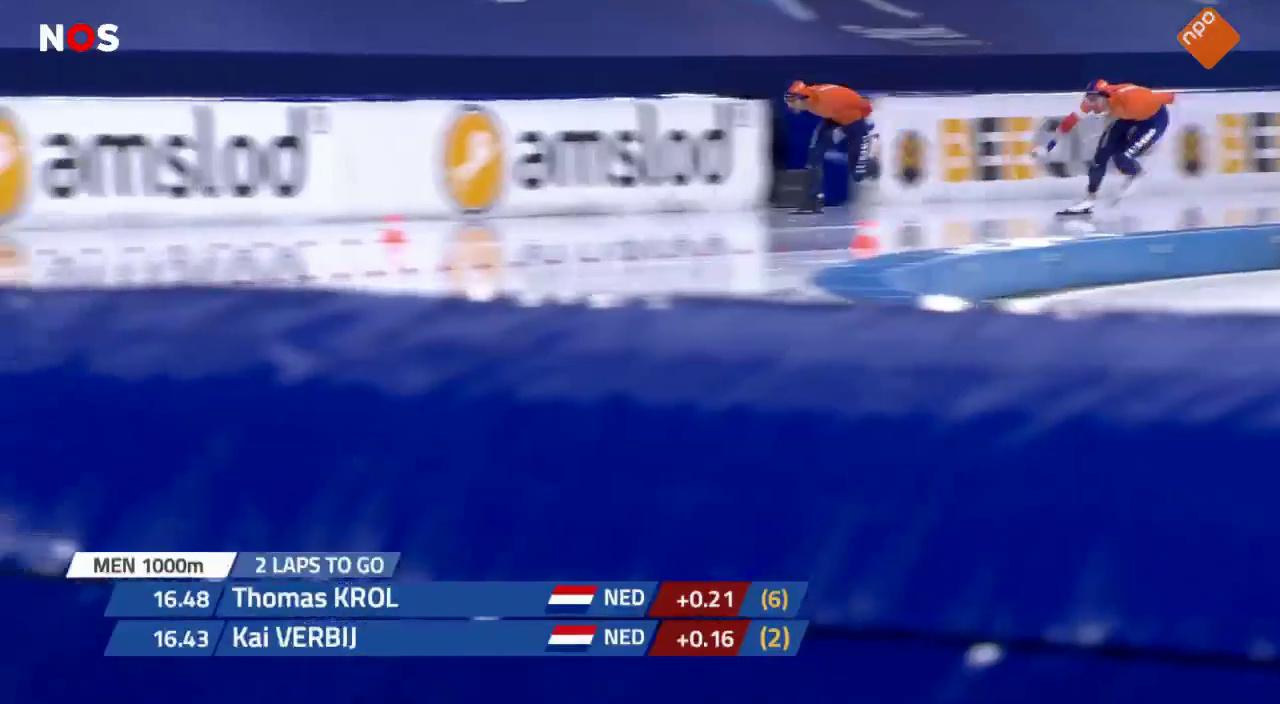 NOS
npo
amslod
amslod
MEN 1000m 2 LAPS TO GO
16.48 Thomas KROL NED +0.21 (6)
16.43 Kai VERBIJ NED +0.16 (2)